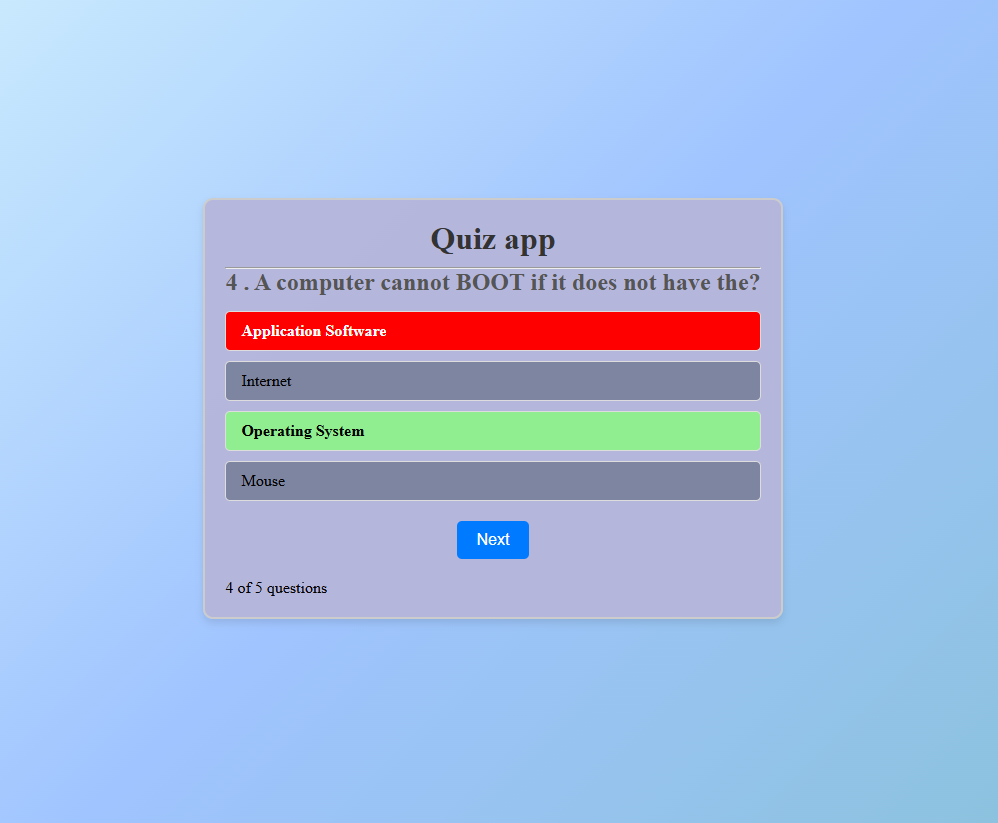 Quiz app
4 . A computer cannot BOOT if it does not have the?
Application Software
Internet
Operating System
Mouse
Next
4 of 5 questions